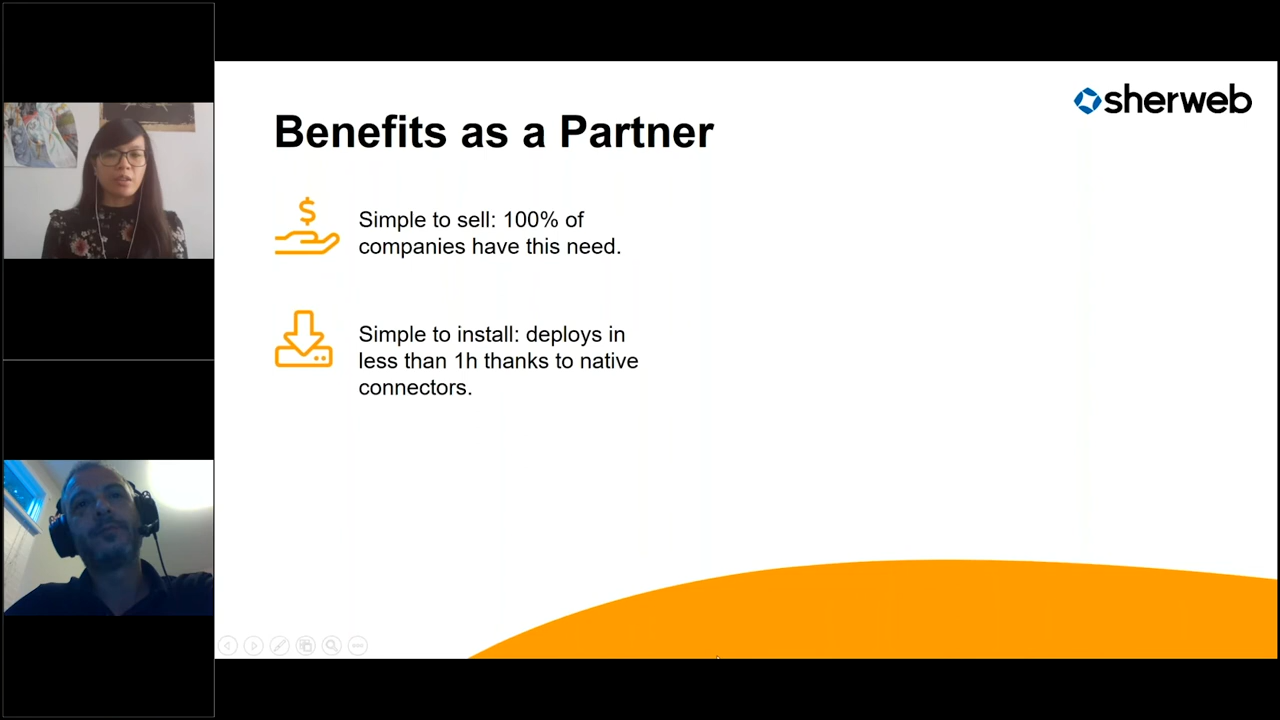 sherweb
Benefits as a Partner
$
Simple to sell: 100% of
companies have this need.
Simple to install: deploys in
less than 1h thanks to native
connectors.